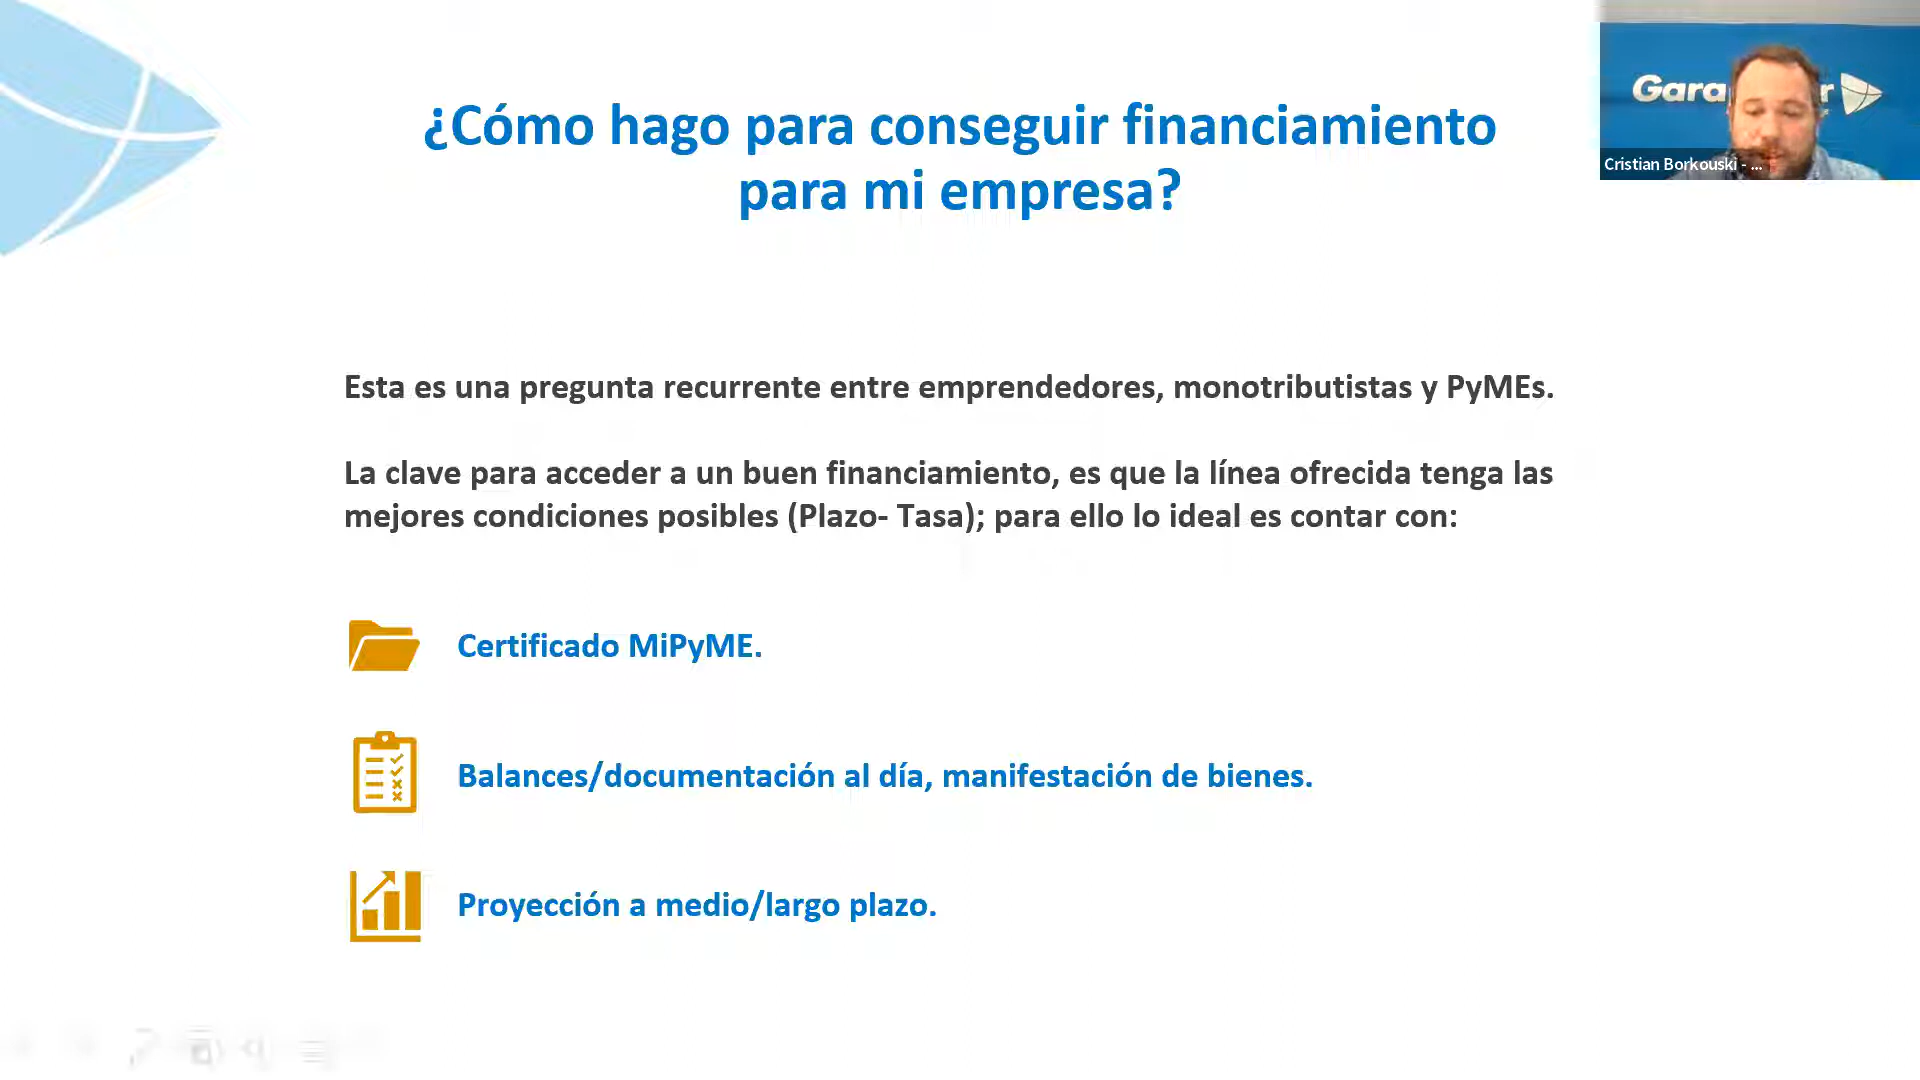 ¿Cómo hago para conseguir financiamiento
para mi empresa?
Gara r
Cristian Borkouski - ...
Esta es una pregunta recurrente entre emprendedores, monotributistas y PyMEs.
La clave para acceder a un buen financiamiento, es que la línea ofrecida tenga las
mejores condiciones posibles (Plazo- Tasa); para ello lo ideal es contar con:
Certificado MiPyME.
Balances/documentación al día, manifestación de bienes.
Proyección a medio/largo plazo.